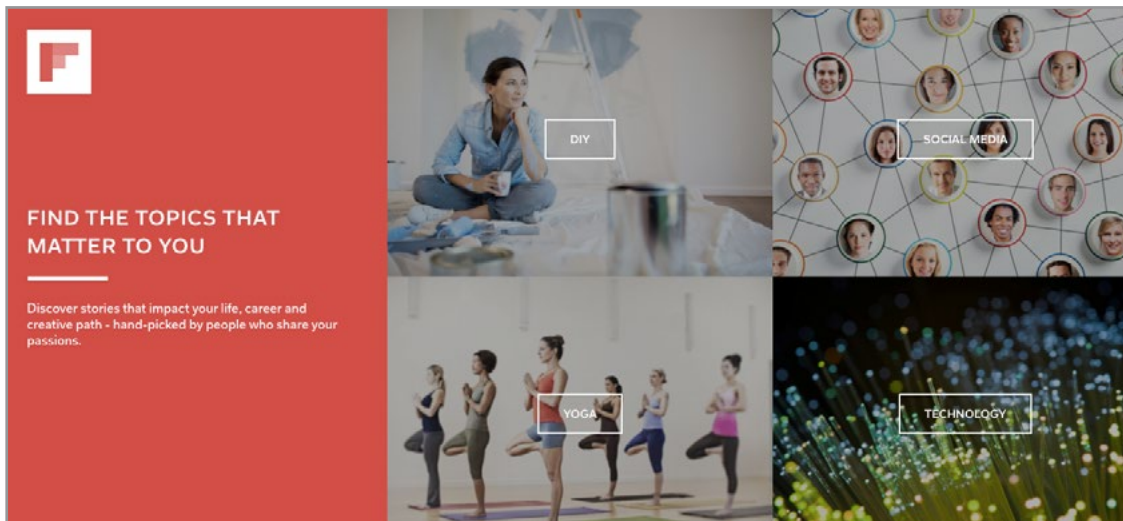 FIND THE TOPICS THAT
MATTER TO YOU
Discover stories that impact your life, career and
creative path - hand-picked by people who share your
passions.
DIY
SOCIAL MEDIA
YOGA
TECHNOLOGY